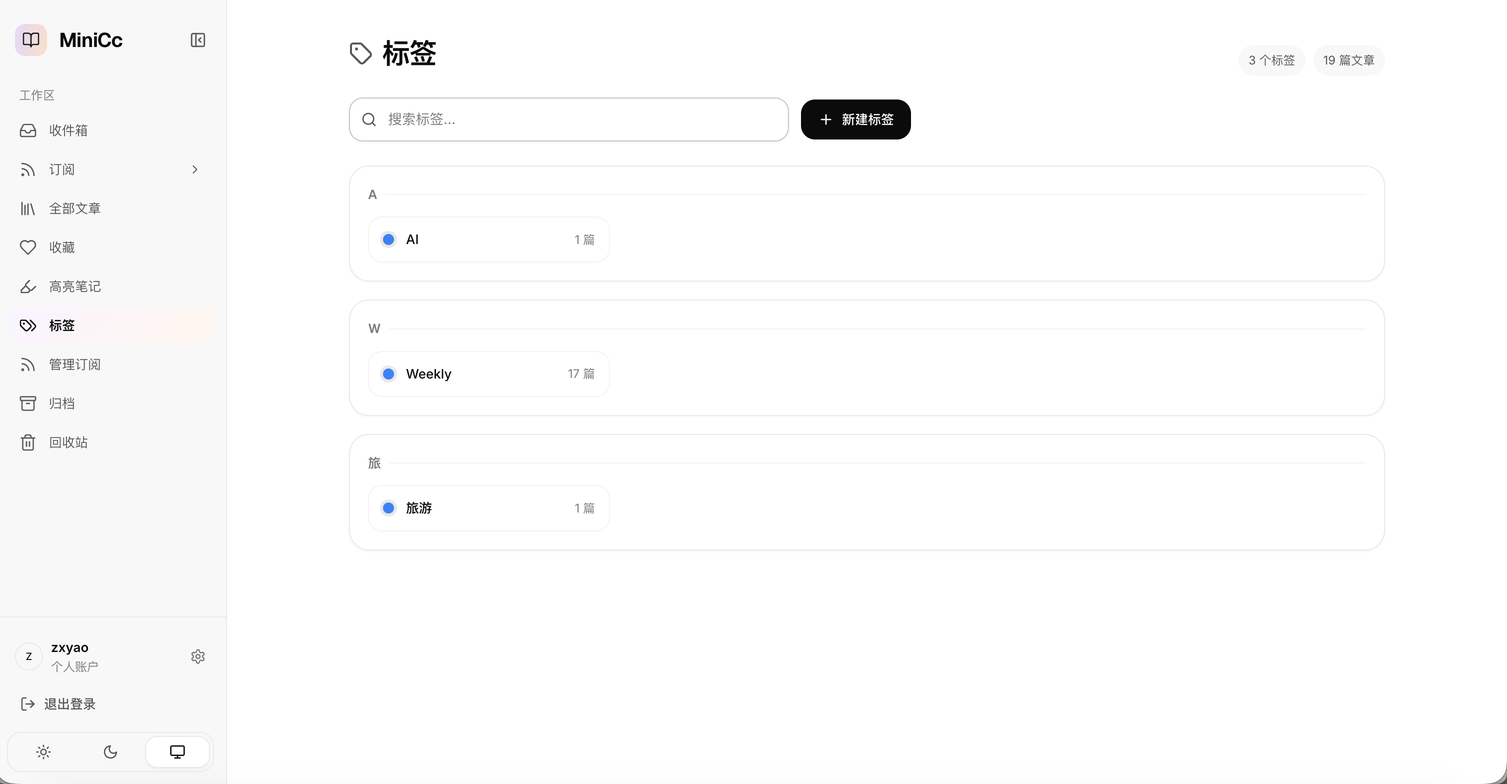 MiniCc
工作区
收件箱
订阅
全部文章
收藏
高亮笔记
标签
管理订阅
归档
回收站
Z
zxyao
个人账户
退出登录
标签
3 个标签
19 篇文章
搜索标签...
新建标签
A
AI
1 篇
W
Weekly
17 篇
旅
旅游
1 篇